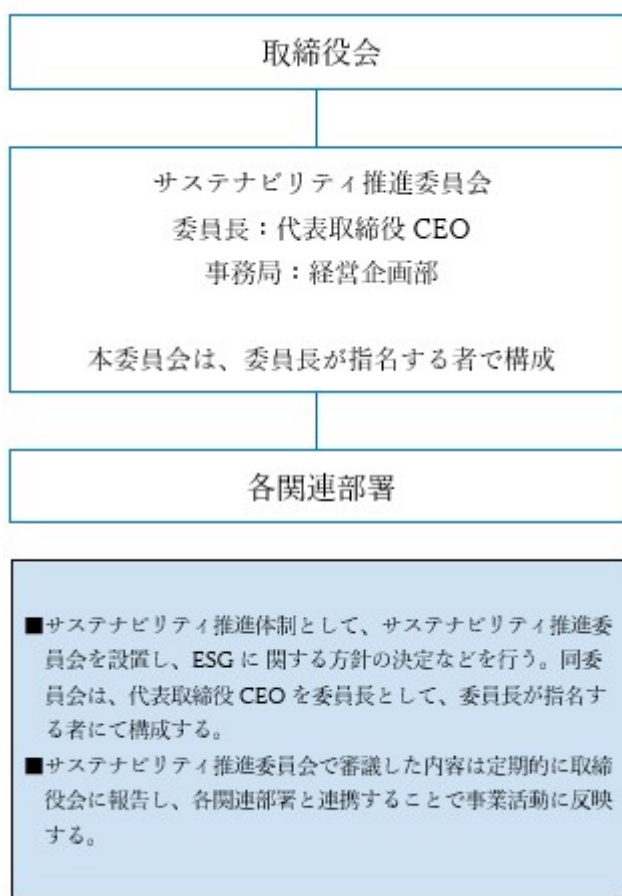 取締役会
サステナビリティ推進委員会
委員長：代表取締役 CEO
事務局：経営企画部
本委員会は、委員長が指名する者で構成
各関連部署
■サステナビリティ推進体制として、サステナビリティ推進委
員会を設置し、ESG に 関する方針の決定などを行う。同委
員会は、代表取締役 CEO を委員長として、委員長が指名す
る者にて構成する。
■サステナビリティ推進委員会で審議した内容は定期的に取締
役会に報告し、各関連部署と連携することで事業活動に反映
する。